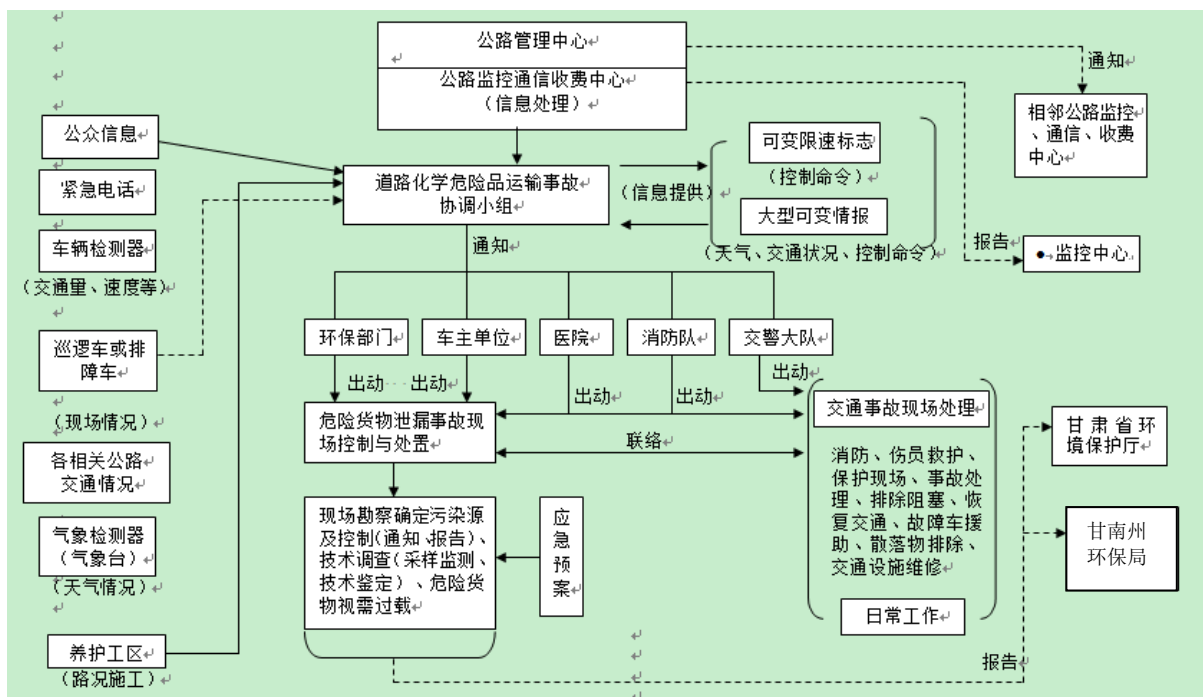 公路管理中心
公路监控通信收费中心
（信息处理）
通知
相邻公路监控
、通信、收费
中心
公众信息
紧急电话
车辆检测器
（交通量、速度等）
巡逻车或排
障车
（现场情况）
各相关公路
交通情况
气象检测器
（气象台）
（天气情况）
养护工区
（路况施工）
道路化学危险品运输事故
协调小组
（信息提供）
可变限速标志
（控制命令）
大型可变情报
（天气、交通状况、控制命令）
报告
监控中心
通知
环保部门
车主单位
医院
消防队
交警大队
出动
出动
出动
出动
出动
危险货物泄漏事故现
场控制与处置
联络
交通事故现场处理
消防、伤员救护、
保护现场、事故处
理、排除阻塞、恢
复交通、故障车援
助、散落物排除、
交通设施维修
日常工作
现场勘察确定污染源
及控制(通知、报告)、
技术调查(采样监测、
技术鉴定）、危险货
物视需过载
应
急
预
案
甘肃省环
境保护厅
甘南州
环保局
报告